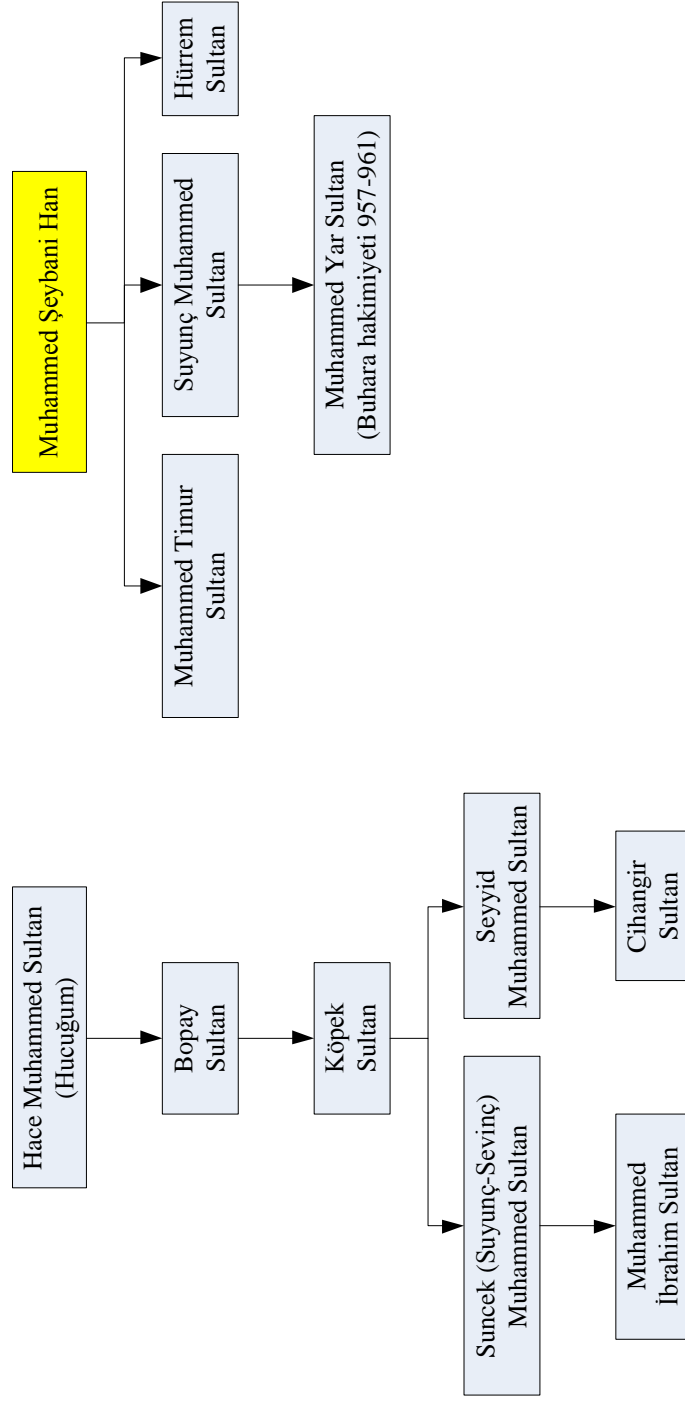 Hace Muhammed Sultan
(Hucuğum)
Bopay
Sultan
Köpek
Sultan
Suncek (Suyunç-Sevinç)
Muhammed Sultan
Seyyid
Muhammed Sultan
Muhammed
İbrahim Sultan
Cihangir
Sultan
Muhammed Şeybani Han
Muhammed Timur
Sultan
Suyunç Muhammed
Sultan
Hürrem
Sultan
Muhammed Yar Sultan
(Buhara hakimiyeti 957-961)